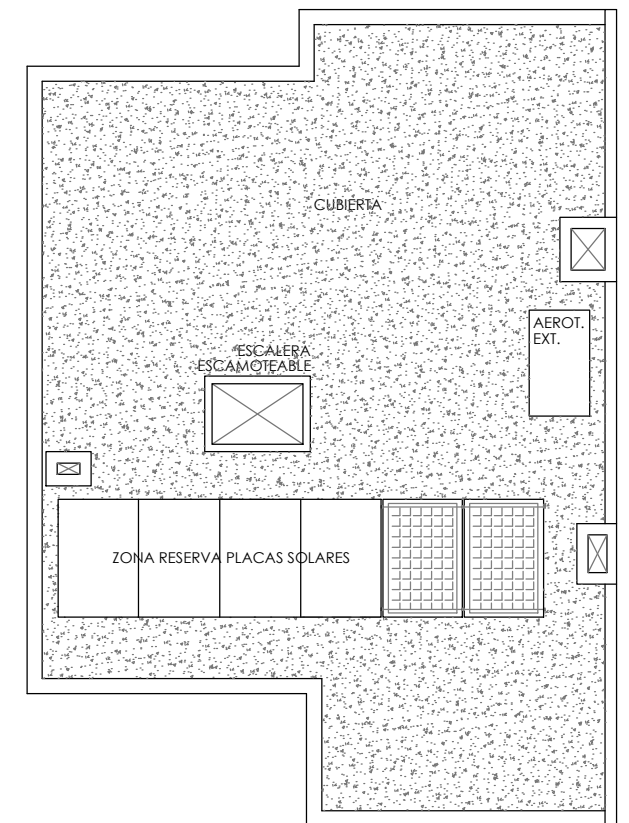 CUBIERTA
AEROT.
EXT.
ESCALERA
ESCAMOTEABLE
ZONA RESERVA PLACAS SOLARES